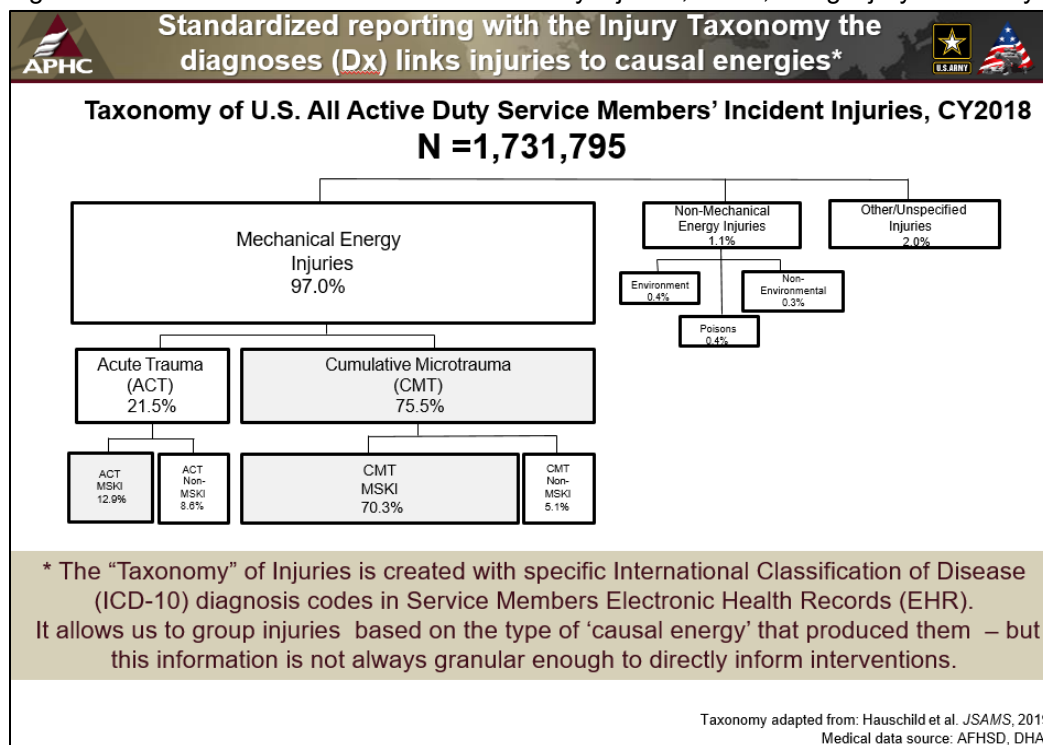 Standardized reporting with the Injury Taxonomy the
diagnoses (Dx) links injuries to causal energies*
APHC
U.S.ARMY
Taxonomy of U.S. All Active Duty Service Members’ Incident Injuries, CY2018
N =1,731,795
Mechanical Energy
Injuries
97.0%
Non-Mechanical
Energy Injuries
1.1%
Other/Unspecified
Injuries
2.0%
Environment
0.4%
Non-
Environmental
0.3%
Poisons
0.4%
Acute Trauma
(ACT)
21.5%
Cumulative Microtrauma
(CMT)
75.5%
ACT
MSKI
12.9%
ACT
Non-
MSKI
8.6%
CMT
MSKI
70.3%
CMT
Non-
MSKI
5.1%
* The “Taxonomy” of Injuries is created with specific International Classification of Disease
(ICD-10) diagnosis codes in Service Members Electronic Health Records (EHR).
It allows us to group injuries based on the type of ‘causal energy’ that produced them – but
this information is not always granular enough to directly inform interventions.
Taxonomy adapted from: Hauschild et al. JSAMS, 2019
Medical data source: AFHSD, DHA